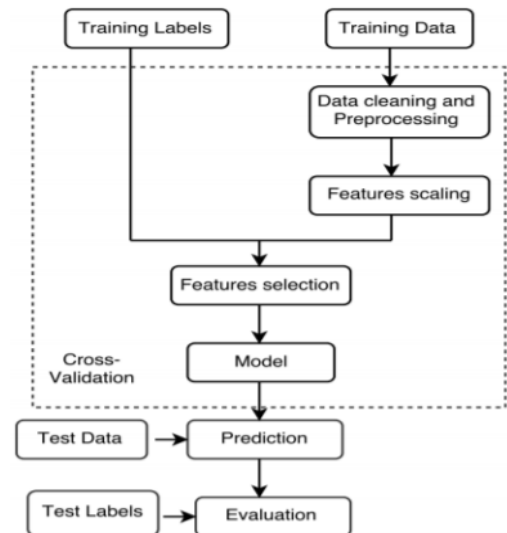 Training Labels
Training Data
Data cleaning and
Preprocessing
Features scaling
Features selection
Cross-
Validation
Model
Test Data
Prediction
Test Labels
Evaluation